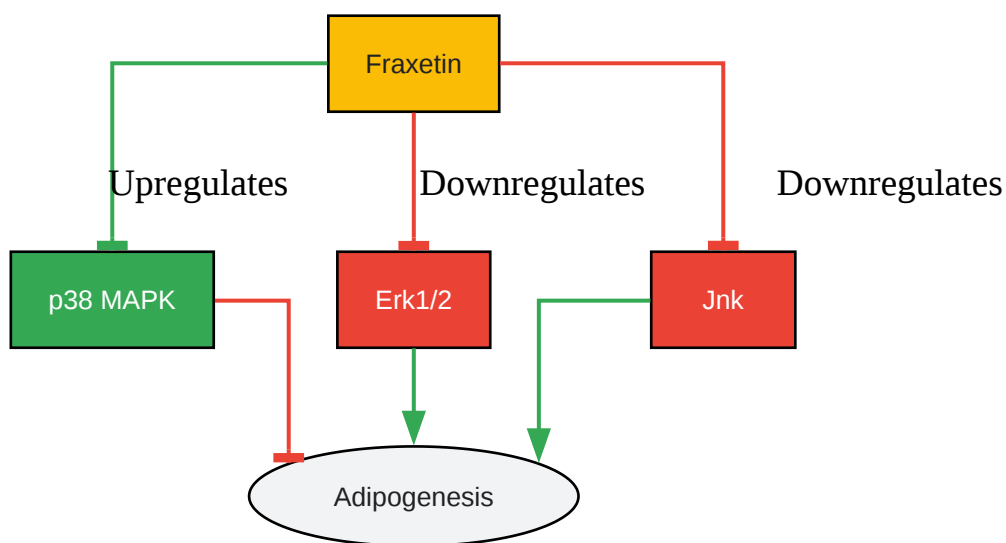 Fraxetin
Upregulates
Downregulates
Downregulates
p38 MAPK
Erk1/2
Jnk
Adipogenesis